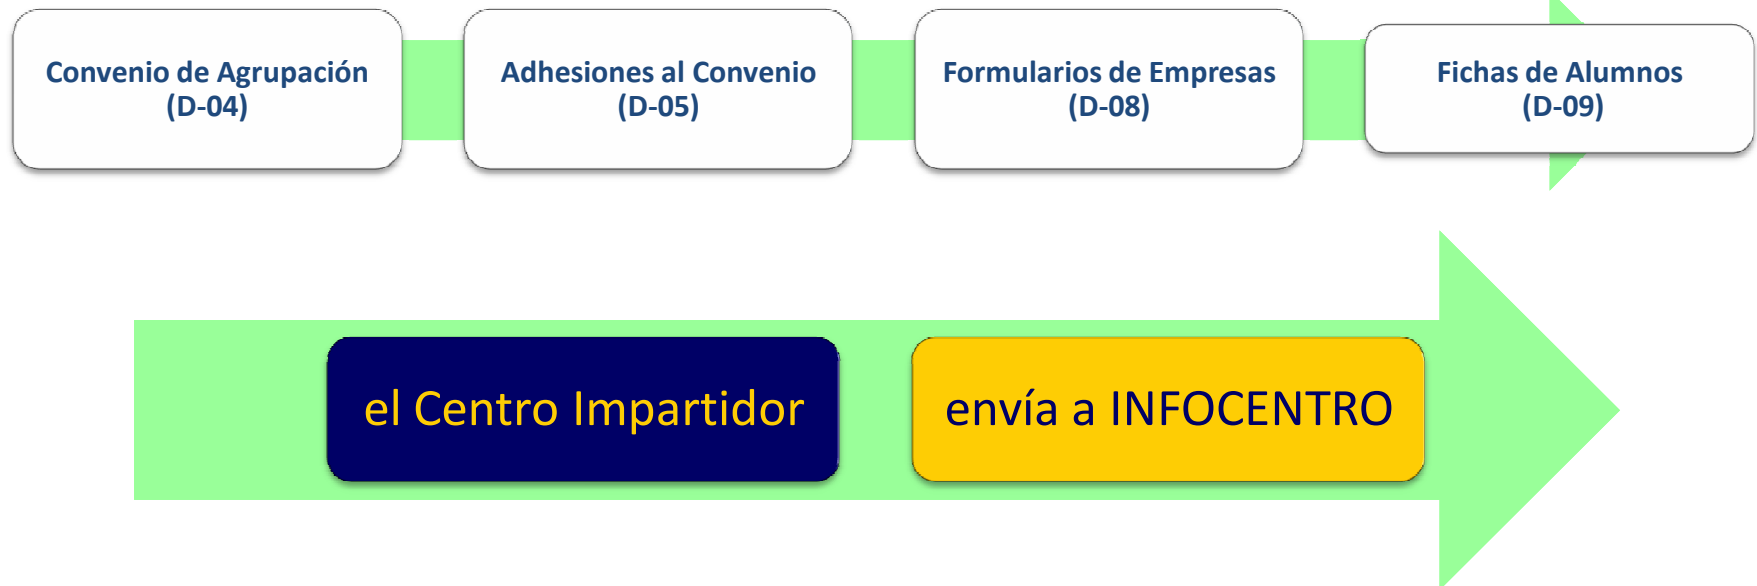 Convenio de Agrupación
(D-04)
Adhesiones al Convenio
(D-05)
Formularios de Empresas
(D-08)
Fichas de Alumnos
(D-09)
el Centro Impartidor
envía a INFOCENTRO